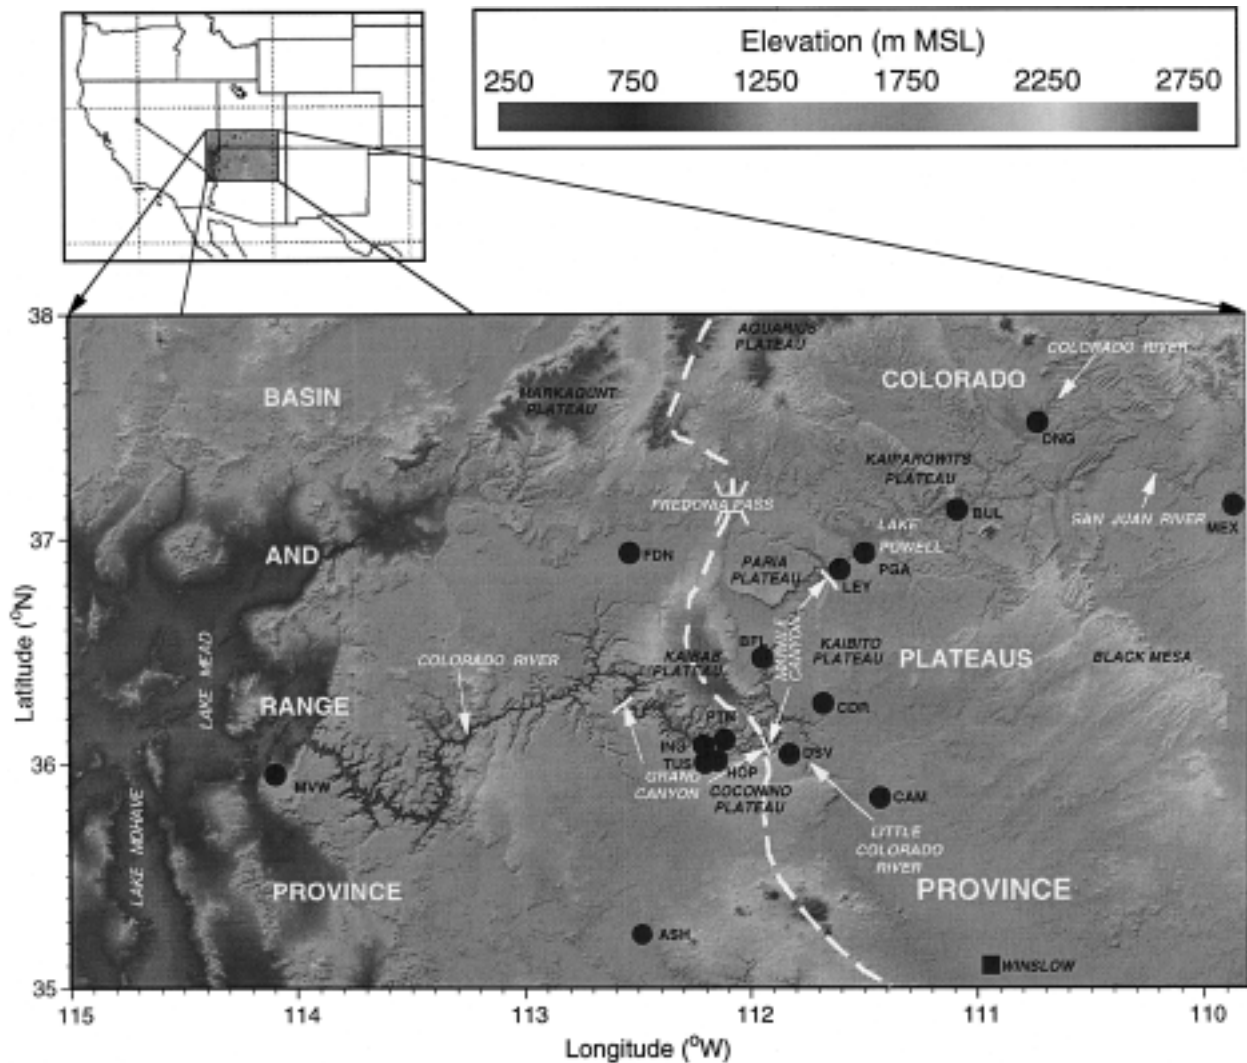 Elevation (m MSL)
250 750 1250 1750 2250 2750
38
AQUARIUS
PLATEAU
COLORADO RIVER
BASIN
MARKAGUNT
PLATEAU
COLORADO
DNG
KAIPAROWITS
PLATEAU
FREDONIA PASS
BUL
SAN JUAN RIVER
MEX
37
AND
FDN
LAKE
POWELL
PARIA
PLATEAU
PGA
LEY
LAKE MEAD
COLORADO RIVER
KAIBAB
PLATEAU
MARBLE
CANYON
KAIBITO
PLATEAU
PLATEAUS
BLACK MESA
RANGE
COR
PTN
ING
DSV
36
TUS
HOP
MVW
GRAND
CANYON
COCONINO
PLATEAU
CAM
LAKE MOHAVE
LITTLE
COLORADO
RIVER
PROVINCE
PROVINCE
ASH
WINSLOW
35
115 114 113 112 111 110
Latitude (°N)
Longitude (°W)